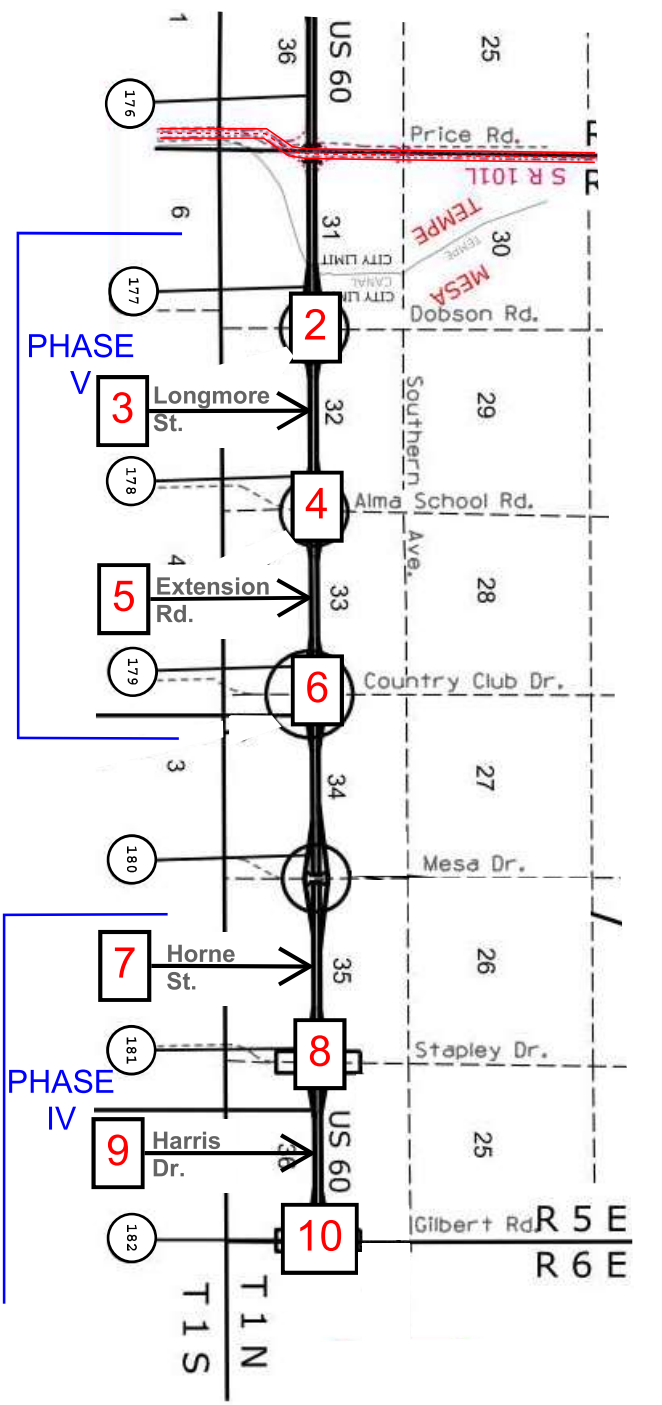 1
36
US 60
25
176
Price Rd.
R
S R 101L
R
6
31
TEMPE
30
TEMPE
CITY LIMIT
CANAL
MESA
177
CITY LIN
2
Dobson Rd.
PHASE
V
3
Longmore
St.
32
29
Southern
Ave.
178
4
Alma School Rd.
4
5
Extension
Rd.
33
28
179
6
Country Club Dr.
3
34
27
180
Mesa Dr.
7
Horne
St.
35
26
181
8
Stapley Dr.
PHASE
IV
9
Harris
Dr.
36
US 60
25
182
10
Gilbert Rd.
R 5 E
R 6 E
T 1 S
T 1 N